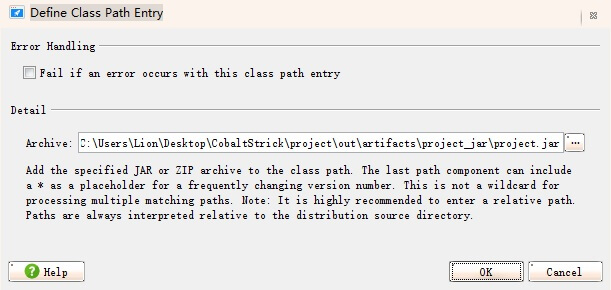 Define Class Path Entry
Error Handling
Fail if an error occurs with this class path entry
Detail
Archive: C:\Users\Lion\Desktop\CobaltStrick\project\out\artifacts\project_jar\project.jar ...
Add the specified JAR or ZIP archive to the class path. The last path component can include
a * as a placeholder for a frequently changing version number. This is not a wildcard for
processing multiple matching paths. Note: It is highly recommended to enter a relative path.
Paths are always interpreted relative to the distribution source directory.
Help OK Cancel